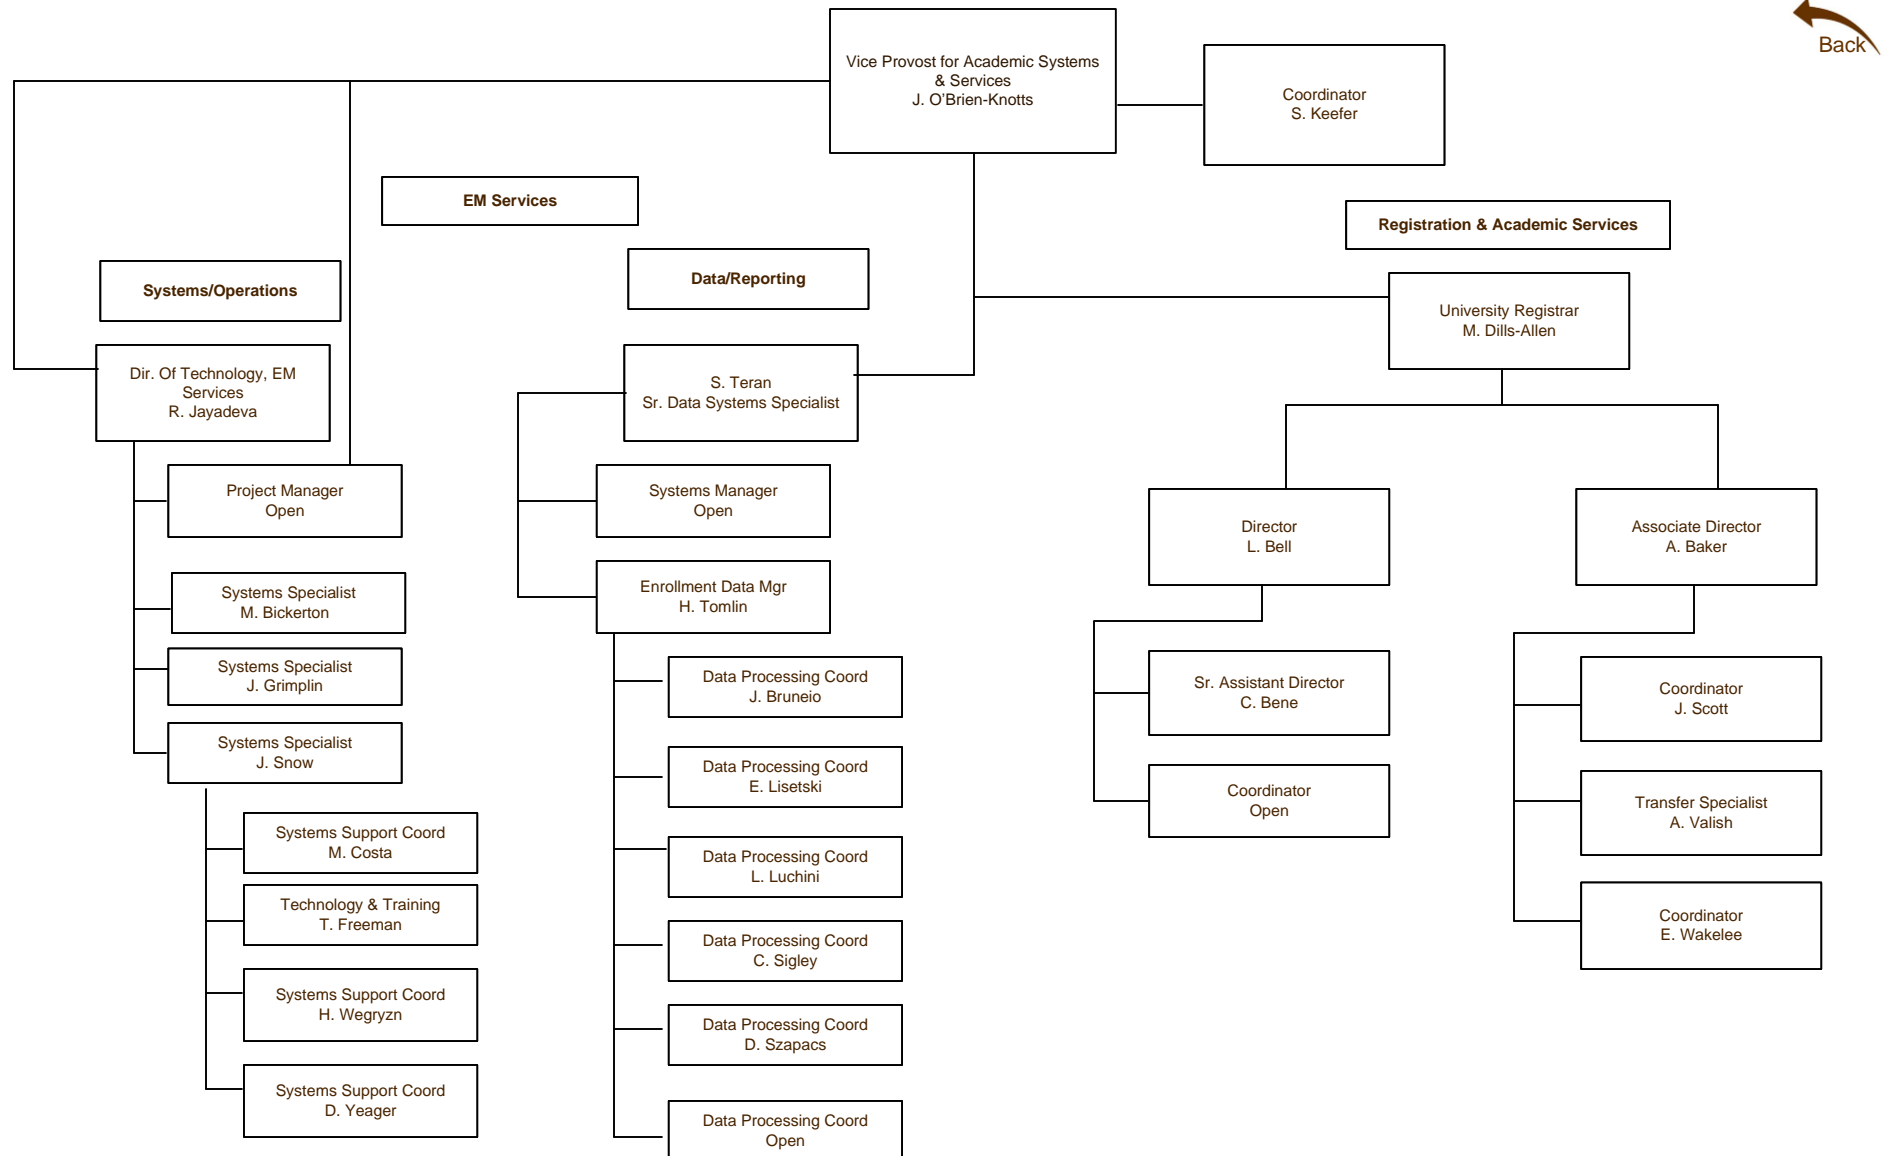 Back
Vice Provost for Academic Systems
& Services
J. O'Brien-Knotts
Coordinator
S. Keefer
EM Services
Registration & Academic Services
Systems/Operations
Data/Reporting
University Registrar
M. Dills-Allen
Dir. Of Technology, EM
Services
R. Jayadeva
S. Teran
Sr. Data Systems Specialist
Project Manager
Open
Systems Specialist
M. Bickerton
Systems Specialist
J. Grimplin
Systems Specialist
J. Snow
Systems Support Coord
M. Costa
Technology & Training
T. Freeman
Systems Support Coord
H. Wegryzn
Systems Support Coord
D. Yeager
Systems Manager
Open
Enrollment Data Mgr
H. Tomlin
Data Processing Coord
J. Bruneio
Data Processing Coord
E. Lisetski
Data Processing Coord
L. Luchini
Data Processing Coord
C. Sigley
Data Processing Coord
D. Szapacs
Data Processing Coord
Open
Director
L. Bell
Sr. Assistant Director
C. Bene
Coordinator
Open
Associate Director
A. Baker
Coordinator
J. Scott
Transfer Specialist
A. Valish
Coordinator
E. Wakelee